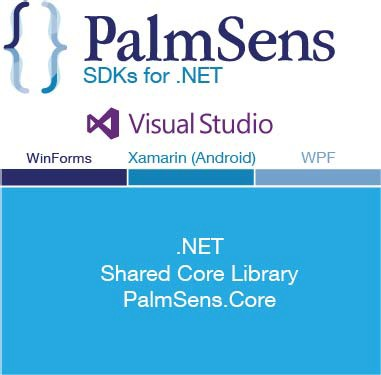 PalmSens
SDKs for .NET
Visual Studio
WinForms Xamarin (Android) WPF
.NET
Shared Core Library
PalmSens.Core